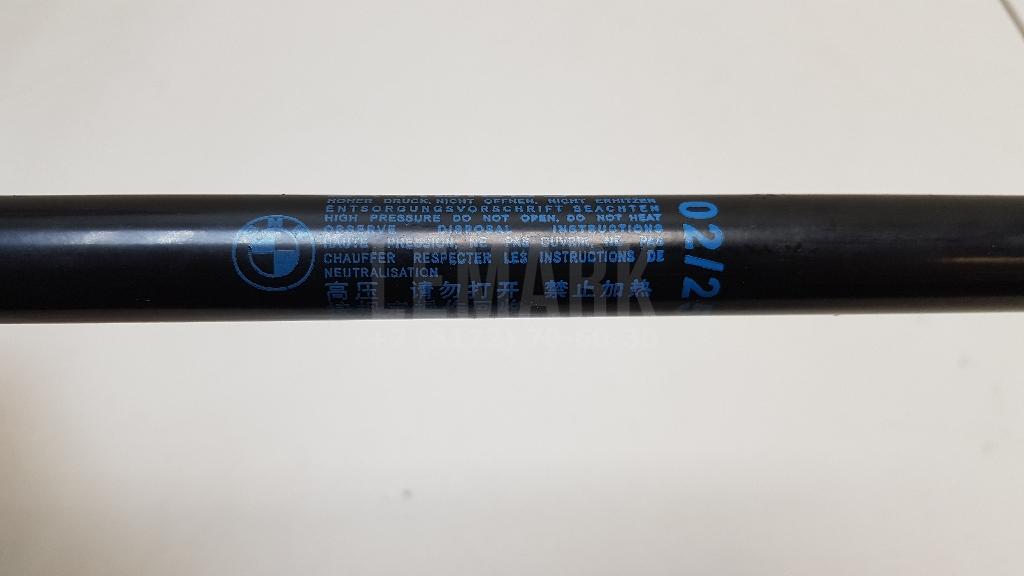 HOHER DRUCK, NICHT ÖFFNEN, NICHT ERHITZEN
ENTSORGUNGSVORSCHRIFT BEACHTEN
HIGH PRESSURE DO NOT OPEN, DO NOT HEAT
OBSERVE DISPOSAL INSTRUCTIONS
HAUTE PRESSION, NE PAS OUVRIR, NE PAS
CHAUFFER RESPECTER LES INSTRUCTIONS DE
NEUTRALISATION
高压 请勿打开 禁止加热
02/2
LEMARK